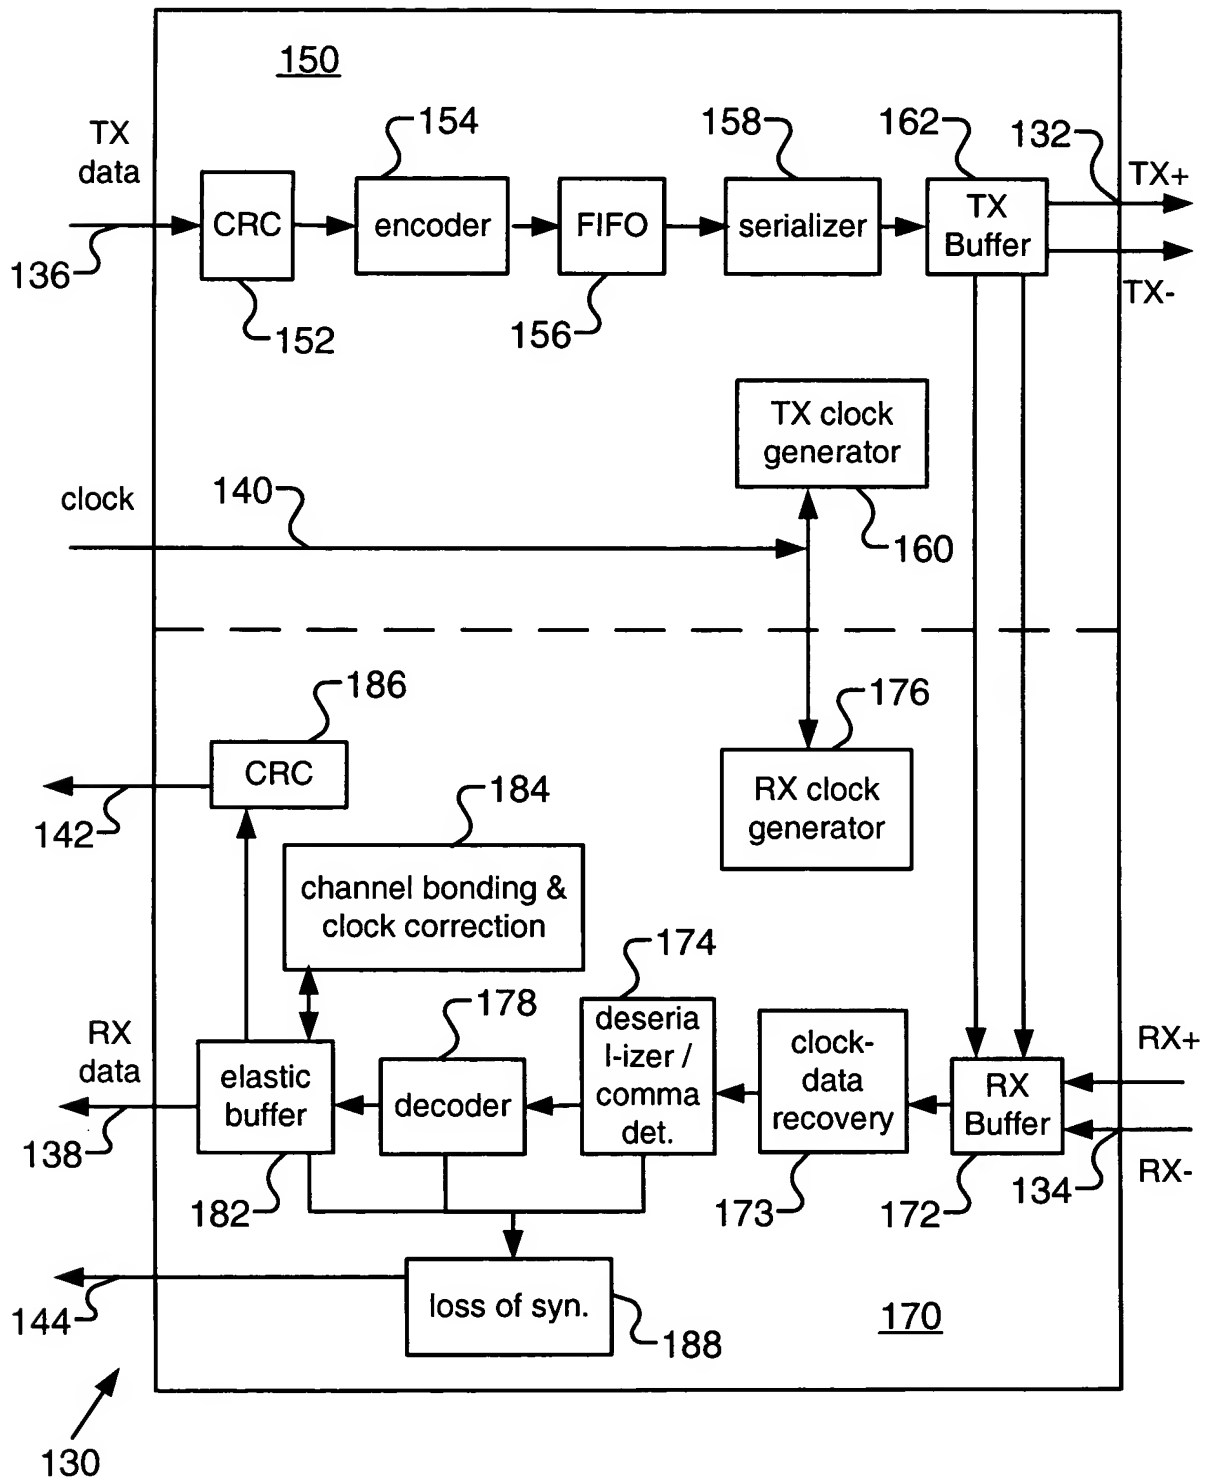 150
TX
data
154
158
162
132
TX+
CRC
encoder
FIFO
serializer
TX
Buffer
136
152
156
TX-
TX clock
generator
clock
140
160
186
176
CRC
184
RX clock
generator
142
channel bonding &
clock correction
174
178
RX
data
elastic
buffer
decoder
deseria
l-izer /
comma
det.
clock-
data
recovery
RX
Buffer
RX+
138
182
173
172
134
RX-
144
loss of syn.
188
170
130